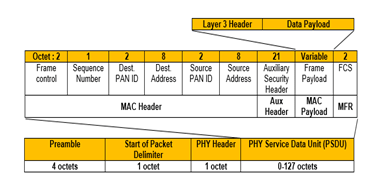 Layer 3 Header Data Payload
Octet : 2 1 2 8 2 8 21 Variable 2
Frame control Sequence Number Dest. PAN ID Dest. Address Source PAN ID Source Address Auxiliary Security Header Frame Payload FCS
MAC Header Aux Header MAC Payload MFR
Preamble Start of Packet Delimiter PHY Header PHY Service Data Unit (PSDU)
4 octets 1 octet 1 octet 0-127 octets